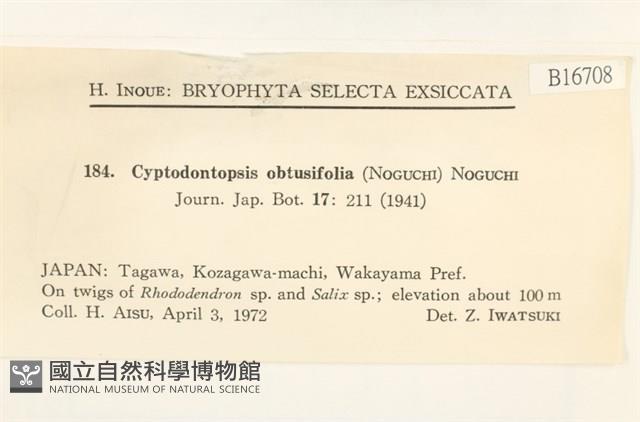 B16708
H. INOUE: BRYOPHYTA SELECTA EXSICCATA
184. Cyptodontopsis obtusifolia (NOGUCHI) NOGUCHI
Journ. Jap. Bot. 17: 211 (1941)
JAPAN: Tagawa, Kozagawa-machi, Wakayama Pref.
On twigs of Rhododendron sp. and Salix sp.; elevation about 100 m
Coll. H. AISU, April 3, 1972 Det. Z. IWATSUKI
國立自然科學博物館
NATIONAL MUSEUM OF NATURAL SCIENCE